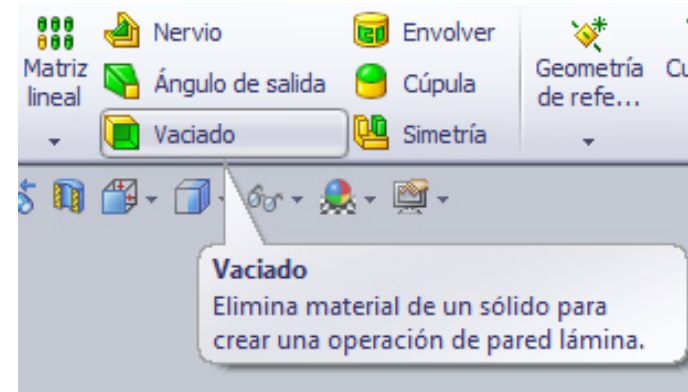 Nervio
Envolver
Matriz
lineal
Ángulo de salida
Cúpula
Geometría
de refe...
Cu
Vaciado
Simetría
Vaciado
Elimina material de un sólido para
crear una operación de pared lámina.